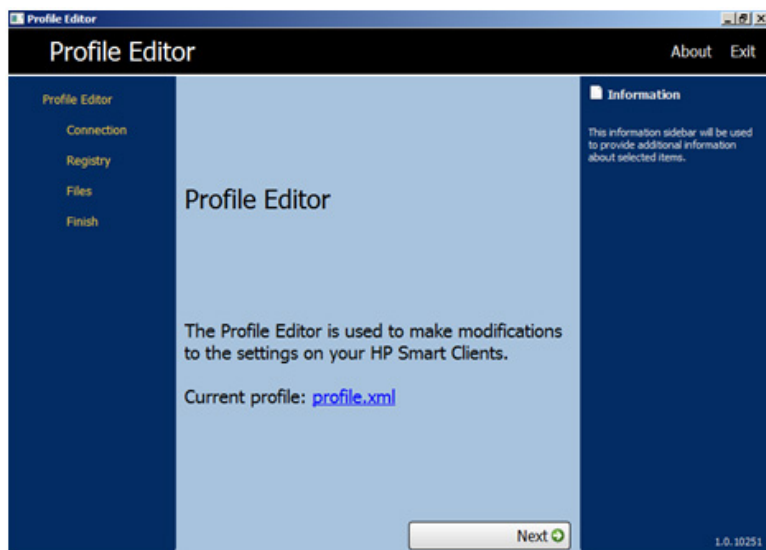 Profile Editor
Profile Editor
About Exit
Profile Editor
Connection
Registry
Files
Finish
Profile Editor
The Profile Editor is used to make modifications
to the settings on your HP Smart Clients.
Current profile: profile.xml
Next
Information
This information sidebar will be used
to provide additional information
about selected items.
1.0.10251